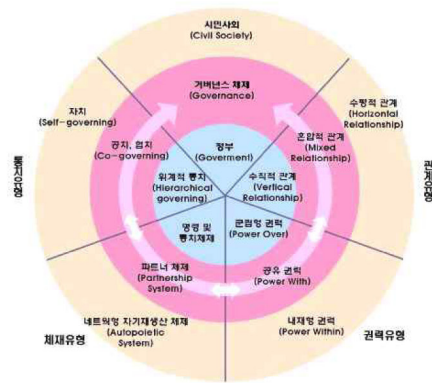 시민사회
(Civil Society)
거버넌스 체제
(Governance)
자치
(Self-governing)
수평적 관계
(Horizontal
Relationship)
공치, 협치
(Co-governing)
혼합적 관계
(Mixed
Relationship)
정부
(Goverment)
위계적 통치
(Hierarchical
governing)
수직적 관계
(Vertical
Relationship)
통치유형
관계유형
명령 및
통치체제
군림형 권력
(Power Over)
파트너 체제
(Partnership
System)
공유 권력
(Power With)
네트웍형 자기재생산 체제
(Autopoietic
System)
내재형 권력
(Power Within)
체재유형
권력유형